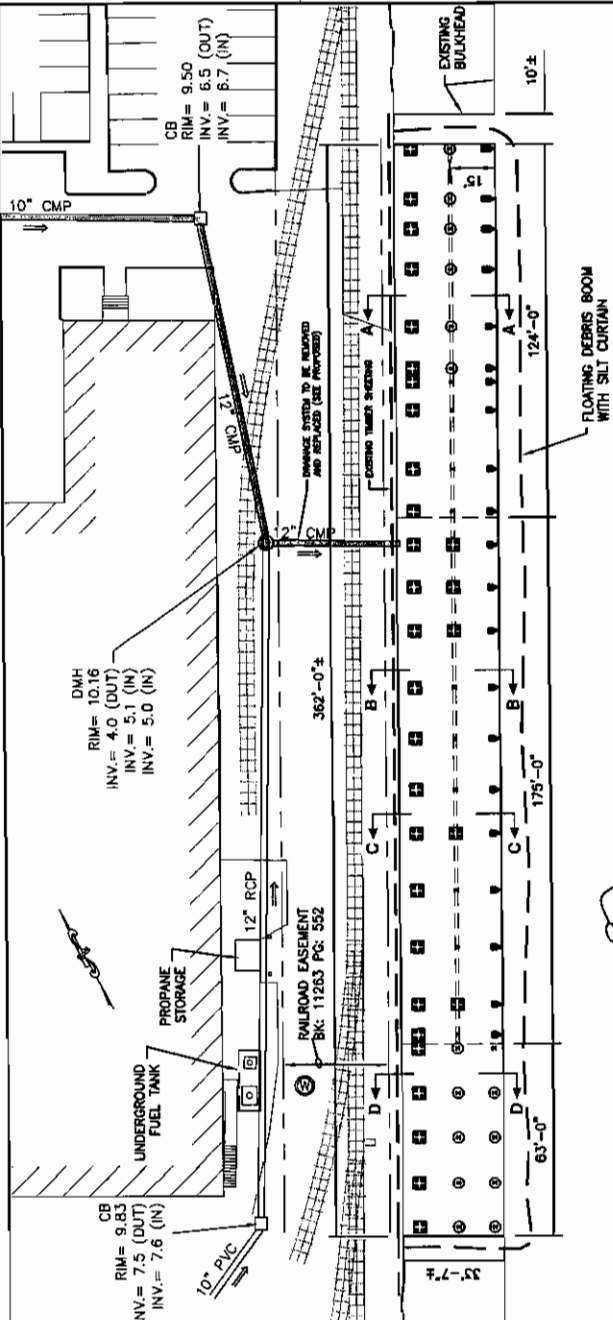 10" CMP
CB
RIM = 9.50
INV.= 6.5 (OUT)
INV.= 6.7 (IN)
EXISTING
BULKHEAD
10'±
15'
12" CMP
DRAINAGE SYSTEM TO BE REMOVED
AND REPLACED (SEE PROPOSED)
EXISTING TIMBER SHEETING
A
A
124'-0"
FLOATING DEBRIS BOOM
WITH SILT CURTAIN
12" CMP
DMH
RIM= 10.16
INV.= 4.0 (OUT)
INV.= 5.1 (IN)
INV.= 5.0 (IN)
362'-0"±
B
B
175'-0"
C
C
12" RCP
PROPANE
STORAGE
RAILROAD EASEMENT
BK: 11263 PG: 552
UNDERGROUND
FUEL TANK
D
D
63'-0"
CB
RIM= 9.83
INV.= 7.5 (OUT)
INV.= 7.6 (IN)
10" PVC
33'-7"±